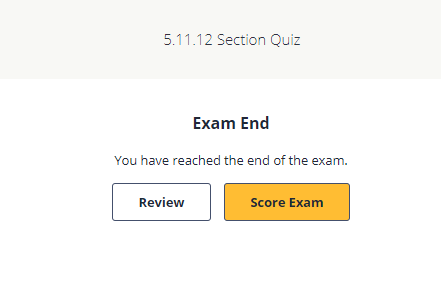 5.11.12 Section Quiz
Exam End
You have reached the end of the exam.
Review
Score Exam